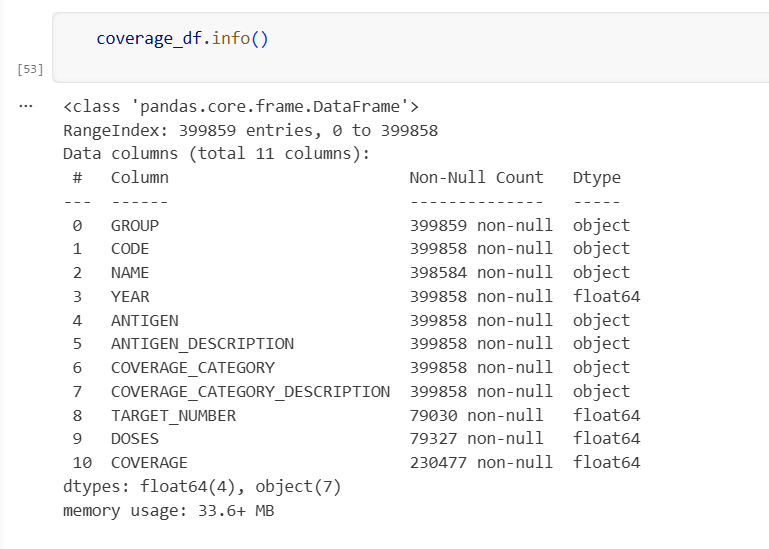 coverage_df.info()
[53]
...
<class 'pandas.core.frame.DataFrame'>
RangeIndex: 399859 entries, 0 to 399858
Data columns (total 11 columns):
 #   Column                         Non-Null Count   Dtype
---  ------                         --------------   -----
 0   GROUP                          399859 non-null  object
 1   CODE                           399858 non-null  object
 2   NAME                           398584 non-null  object
 3   YEAR                           399858 non-null  float64
 4   ANTIGEN                        399858 non-null  object
 5   ANTIGEN_DESCRIPTION            399858 non-null  object
 6   COVERAGE_CATEGORY              399858 non-null  object
 7   COVERAGE_CATEGORY_DESCRIPTION  399858 non-null  object
 8   TARGET_NUMBER                  79030 non-null   float64
 9   DOSES                          79327 non-null   float64
 10  COVERAGE                       230477 non-null  float64
dtypes: float64(4), object(7)
memory usage: 33.6+ MB